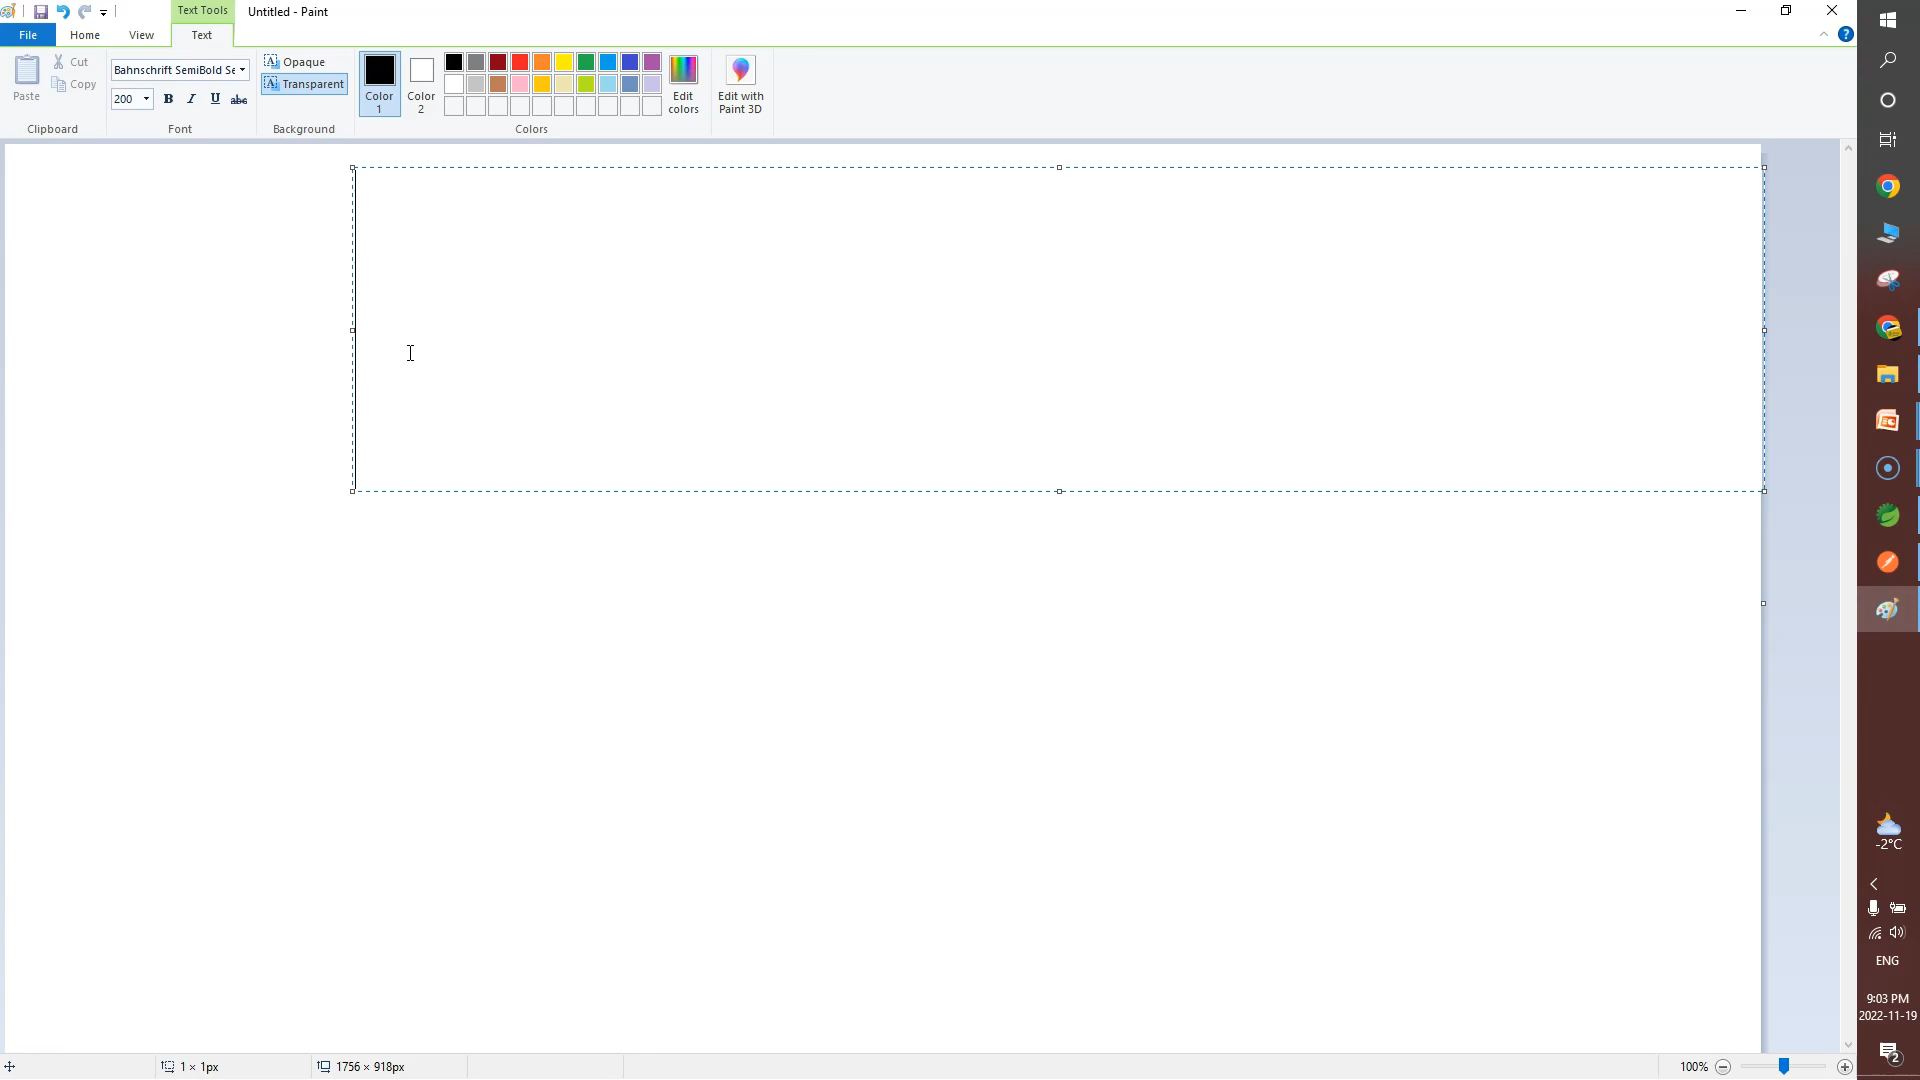 Text Tools
Untitled - Paint
File
Home
View
Text
Paste
Cut
Copy
Clipboard
Bahnschrift SemiBold Se
200
B
I
U
abc
Font
Opaque
Transparent
Background
Color
1
Color
2
Edit
colors
Colors
Edit with
Paint 3D
-2°C
ENG
9:03 PM
2022-11-19
2
1 × 1px
1756 × 918px
100%